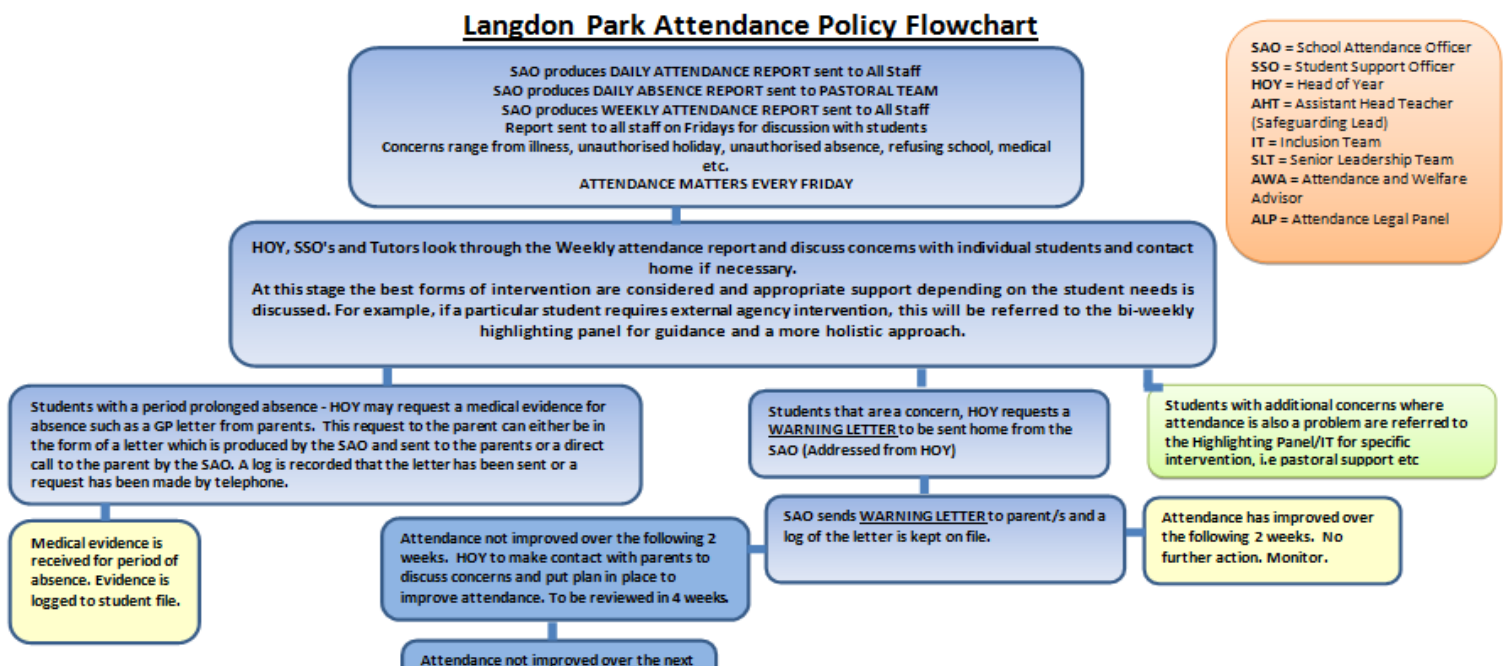 Langdon Park Attendance Policy Flowchart
SAO = School Attendance Officer
SSO = Student Support Officer
HOY = Head of Year
AHT = Assistant Head Teacher
(Safeguarding Lead)
IT = Inclusion Team
SLT = Senior Leadership Team
AWA = Attendance and Welfare
Advisor
ALP = Attendance Legal Panel
SAO produces DAILY ATTENDANCE REPORT sent to All Staff
SAO produces DAILY ABSENCE REPORT sent to PASTORAL TEAM
SAO produces WEEKLY ATTENDANCE REPORT sent to All Staff
Report sent to all staff on Fridays for discussion with students
Concerns range from illness, unauthorised holiday, unauthorised absence, refusing school, medical
etc.
ATTENDANCE MATTERS EVERY FRIDAY
HOY, SSO's and Tutors look through the Weekly attendance report and discuss concerns with individual students and contact
home if necessary.
At this stage the best forms of intervention are considered and appropriate support depending on the student needs is
discussed. For example, if a particular student requires external agency intervention, this will be referred to the bi-weekly
highlighting panel for guidance and a more holistic approach.
Students with a period prolonged absence - HOY may request a medical evidence for
absence such as a GP letter from parents. This request to the parent can either be in
the form of a letter which is produced by the SAO and sent to the parents or a direct
call to the parent by the SAO. A log is recorded that the letter has been sent or a
request has been made by telephone.
Students that are a concern, HOY requests a
WARNING LETTER to be sent home from the
SAO (Addressed from HOY)
Students with additional concerns where
attendance is also a problem are referred to
the Highlighting Panel/IT for specific
intervention, i.e pastoral support etc
Medical evidence is
received for period of
absence. Evidence is
logged to student file.
Attendance not improved over the following 2
weeks. HOY to make contact with parents to
discuss concerns and put plan in place to
improve attendance. To be reviewed in 4 weeks.
SAO sends WARNING LETTER to parent/s and a
log of the letter is kept on file.
Attendance has improved over
the following 2 weeks. No
further action. Monitor.
Attendance not improved over the next